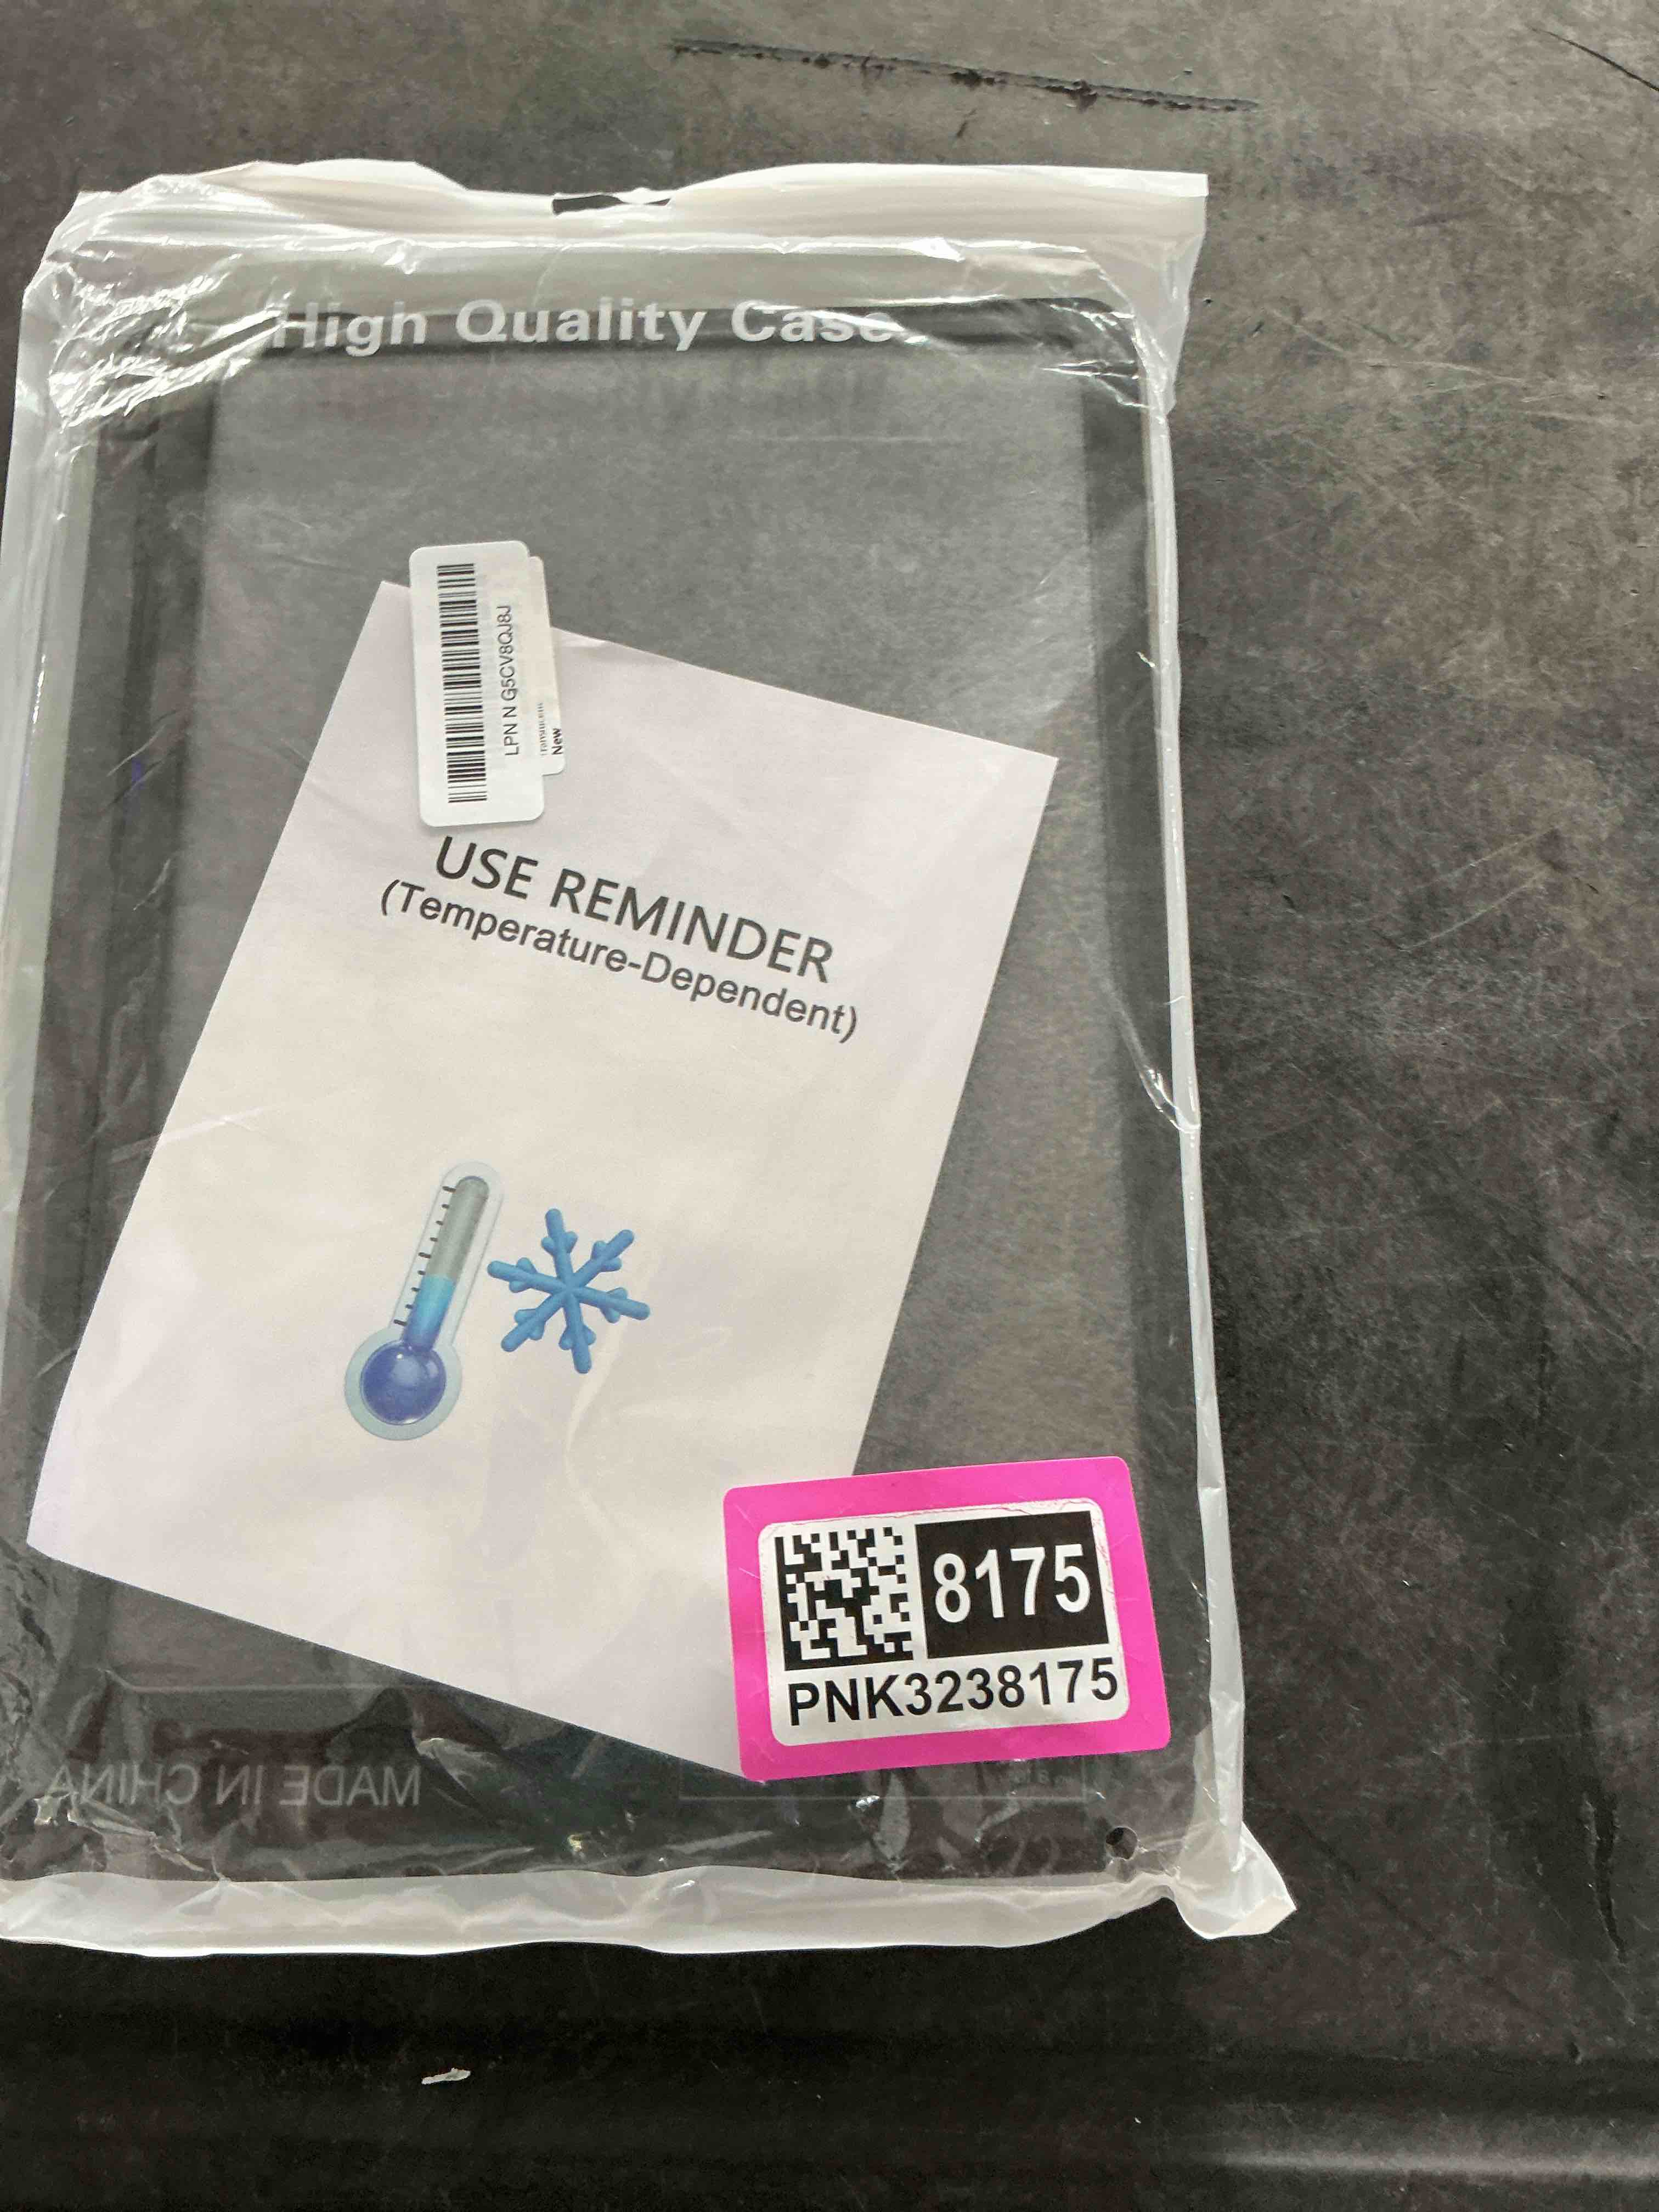 High Quality Case
LPN N G5CV8QJ8J
New
USE REMINDER
(Temperature-Dependent)
8175
PNK3238175
MADE IN CHINA